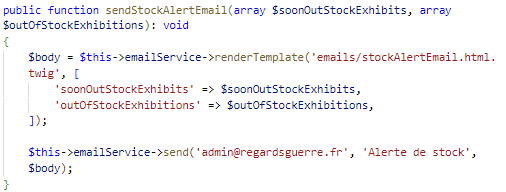 public function sendStockAlertEmail(array $soonOutStockExhibits, array
$outOfStockExhibitions): void
{
    $body = $this->emailService->renderTemplate('emails/stockAlertEmail.html.
    twig', [
        'soonOutStockExhibits' => $soonOutStockExhibits,
        'outOfStockExhibitions' => $outOfStockExhibitions,
    ]);

    $this->emailService->send('admin@regardsguerre.fr', 'Alerte de stock',
    $body);
}